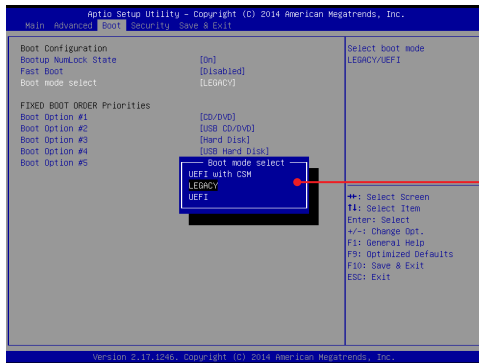 Aptio Setup Utility – Copyright (C) 2014 American Megatrends, Inc.
Main Advanced Boot Security Save & Exit
Boot Configuration
Bootup NumLock State [On]
Fast Boot [Disabled]
Boot mode select [LEGACY]
FIXED BOOT ORDER Priorities
Boot Option #1 [CD/DVD]
Boot Option #2 [USB CD/DVD]
Boot Option #3 [Hard Disk]
Boot Option #4 [USB Hard Disk]
Boot Option #5
Boot mode select
UEFI with CSM
LEGACY
UEFI
Select boot mode
LEGACY/UEFI
→←: Select Screen
↑↓: Select Item
Enter: Select
+/-: Change Opt.
F1: General Help
F9: Optimized Defaults
F10: Save & Exit
ESC: Exit
Version 2.17.1246. Copyright (C) 2014 American Megatrends, Inc.